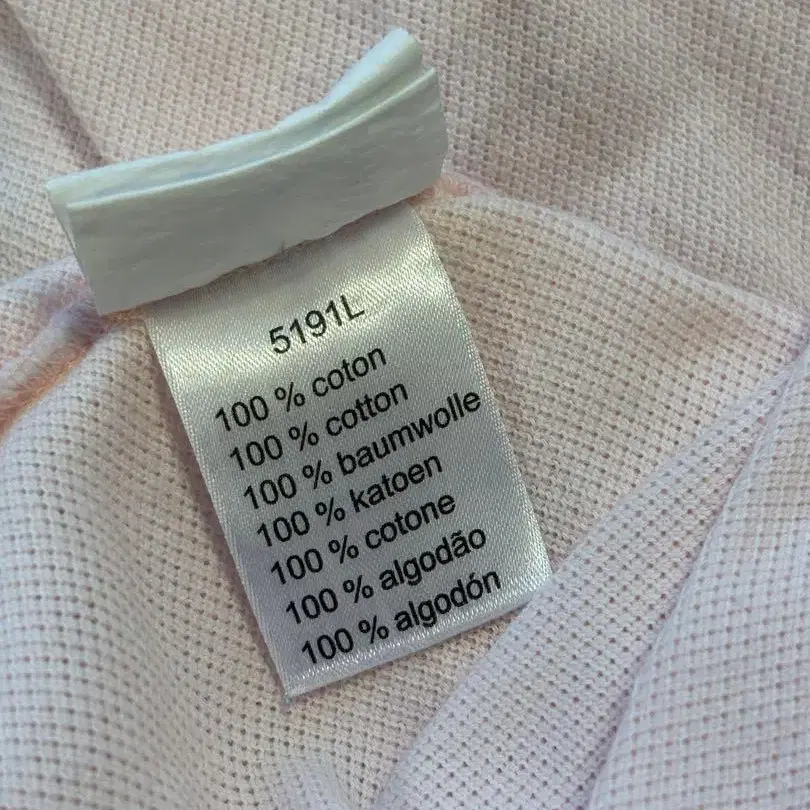 5191L
100 % coton
100 % cotton
100 % baumwolle
100 % katoen
100 % cotone
100 % algodão
100 % algodón